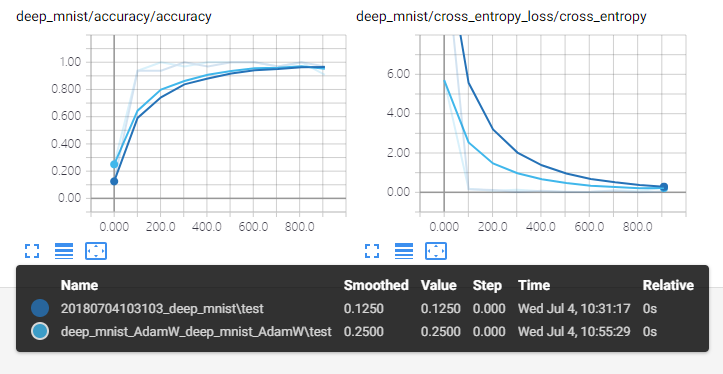 deep_mnist/accuracy/accuracy
1.00
0.800
0.600
0.400
0.200
0.00
0.000 200.0 400.0 600.0 800.0
deep_mnist/cross_entropy_loss/cross_entropy
6.00
4.00
2.00
0.00
0.000 200.0 400.0 600.0 800.0
Name Smoothed Value Step Time Relative
20180704103103_deep_mnist\test 0.1250 0.1250 0.000 Wed Jul 4, 10:31:17 0s
deep_mnist_AdamW_deep_mnist_AdamW\test 0.2500 0.2500 0.000 Wed Jul 4, 10:55:29 0s